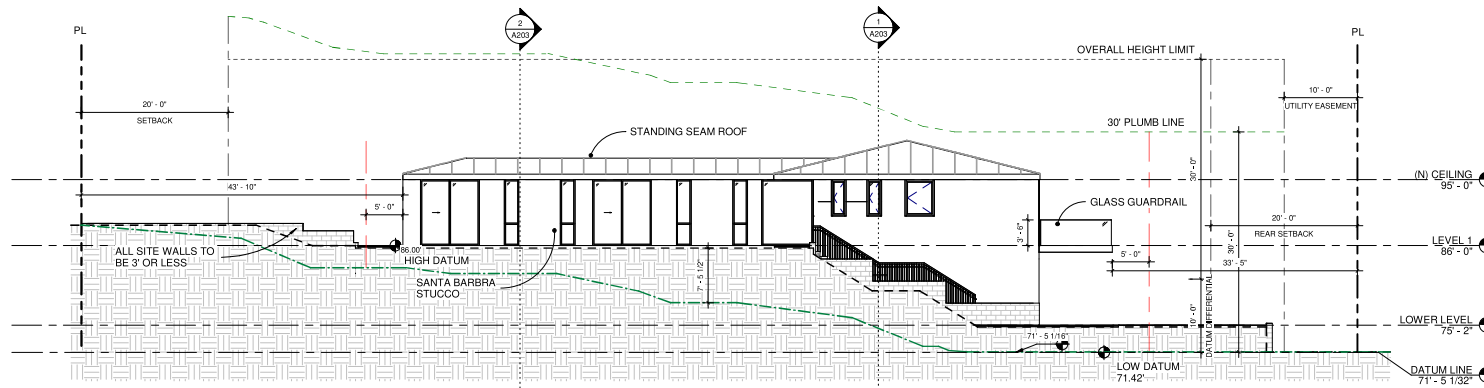 PL
2
A203
1
A203
PL
OVERALL HEIGHT LIMIT
20' - 0"
SETBACK
10' - 0"
UTILITY EASEMENT
30' PLUMB LINE
STANDING SEAM ROOF
30' - 0"
(N) CEILING
95' - 0"
43' - 10"
5' - 0"
GLASS GUARDRAIL
3' - 6"
20' - 0"
REAR SETBACK
30' - 0"
ALL SITE WALLS TO
BE 3' OR LESS
86.00'
HIGH DATUM
LEVEL 1
86' - 0"
5' - 0"
33' - 5"
SANTA BARBRA
STUCCO
7' - 5 1/2"
10' - 0"
DATUM DIFFERENTIAL
LOWER LEVEL
75' - 2"
71' - 5 1/16"
LOW DATUM
71.42'
DATUM LINE
71' - 5 1/32"